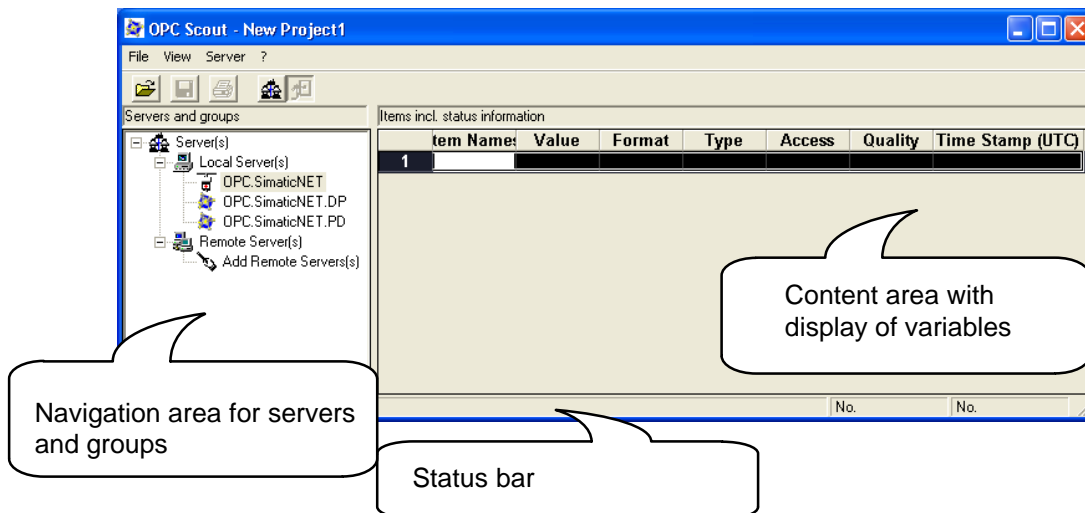 OPC Scout - New Project1
File View Server ?
Servers and groups
Items incl. status information
Server(s)
Local Server(s)
OPC.SimaticNET
OPC.SimaticNET.DP
OPC.SimaticNET.PD
Remote Server(s)
Add Remote Servers(s)
tem Names Value Format Type Access Quality Time Stamp (UTC)
1
Content area with
display of variables
Navigation area for servers
and groups
No. No.
Status bar